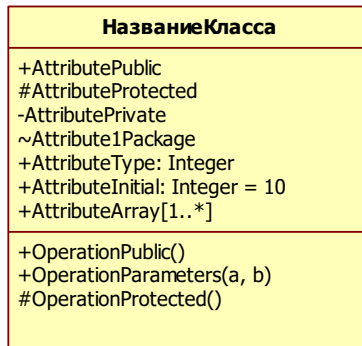 НазваниеКласса
+AttributePublic
#AttributeProtected
-AttributePrivate
~Attribute1Package
+AttributeType: Integer
+AttributeInitial: Integer = 10
+AttributeArray[1..*]
+OperationPublic()
+OperationParameters(a, b)
#OperationProtected()